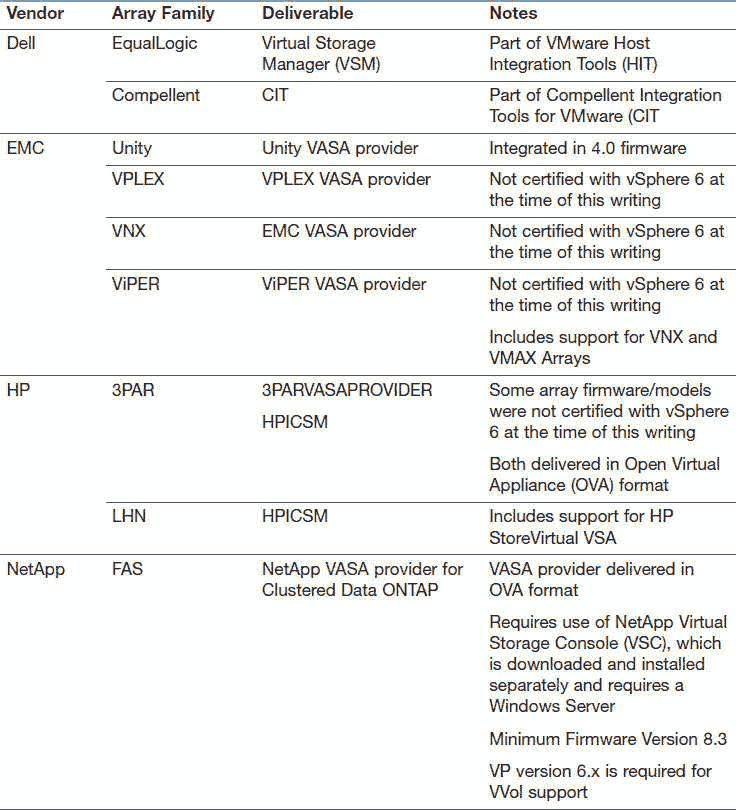 Vendor Array Family Deliverable Notes
Dell EqualLogic Virtual Storage Part of VMware Host
Manager (VSM) Integration Tools (HIT)
Compellent CIT Part of Compellent Integration
Tools for VMware (CIT
EMC Unity Unity VASA provider Integrated in 4.0 firmware
VPLEX VPLEX VASA provider Not certified with vSphere 6 at
the time of this writing
VNX EMC VASA provider Not certified with vSphere 6 at
the time of this writing
ViPER ViPER VASA provider Not certified with vSphere 6 at
the time of this writing
Includes support for VNX and
VMAX Arrays
HP 3PAR 3PARVASAPROVIDER Some array firmware/models
HPICSM were not certified with vSphere
6 at the time of this writing
Both delivered in Open Virtual
Appliance (OVA) format
LHN HPICSM Includes support for HP
StoreVirtual VSA
NetApp FAS NetApp VASA provider for VASA provider delivered in
Clustered Data ONTAP OVA format
Requires use of NetApp Virtual
Storage Console (VSC), which
is downloaded and installed
separately and requires a
Windows Server
Minimum Firmware Version 8.3
VP version 6.x is required for
VVol support